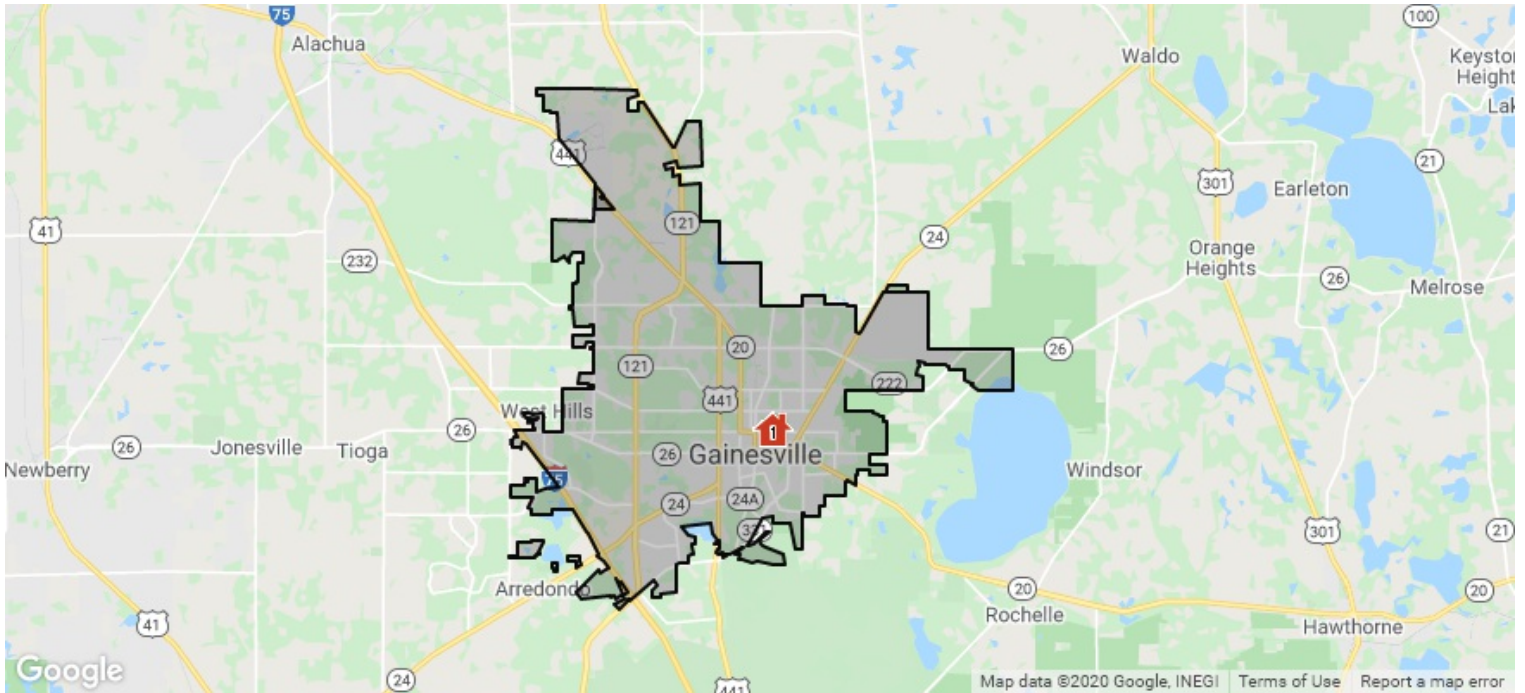 75
Alachua
100
Waldo
Keyston
Height
Lak
441
21
301
Earleton
41
121
24
232
Orange
Heights
26
Melrose
20
26
121
222
441
West Hills
26
1
26
Jonesville
Tioga
26
Gainesville
Newberry
75
Windsor
24
24A
331
301
21
Arredondo
20
20
Rochelle
41
Hawthorne
Google
24
441
Map data ©2020 Google, INEGI
Terms of Use
Report a map error